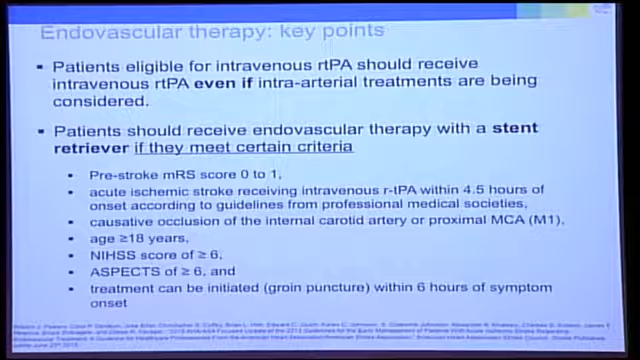 Endovascular therapy: key points
▪ Patients eligible for intravenous rtPA should receive
intravenous rtPA even if intra-arterial treatments are being
considered.
▪ Patients should receive endovascular therapy with a stent
retriever if they meet certain criteria
• Pre-stroke mRS score 0 to 1,
• acute ischemic stroke receiving intravenous r-tPA within 4.5 hours of
onset according to guidelines from professional medical societies,
• causative occlusion of the internal carotid artery or proximal MCA (M1),
• age ≥18 years,
• NIHSS score of ≥ 6,
• ASPECTS of ≥ 6, and
• treatment can be initiated (groin puncture) within 6 hours of symptom
onset